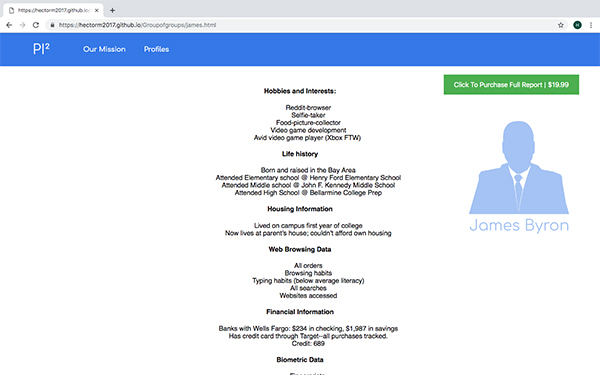 https://hectorm2017.github.io/
https://hectorm2017.github.io/Groupofgroups/james.html
H
PI²
Our Mission
Profiles
Click To Purchase Full Report | $19.99
Hobbies and Interests:
Reddit-browser
Selfie-taker
Food-picture-collector
Video game development
Avid video game player (Xbox FTW)
Life history
Born and raised in the Bay Area
Attended Elementary school @ Henry Ford Elementary School
Attended Middle school @ John F. Kennedy Middle School
Attended High School @ Bellarmine College Prep
Housing Information
Lived on campus first year of college
Now lives at parent's house; couldn't afford own housing
Web Browsing Data
All orders
Browsing habits
Typing habits (below average literacy)
All searches
Websites accessed
Financial Information
Banks with Wells Fargo: $234 in checking, $1,987 in savings
Has credit card through Target--all purchases tracked.
Credit: 689
Biometric Data
James Byron